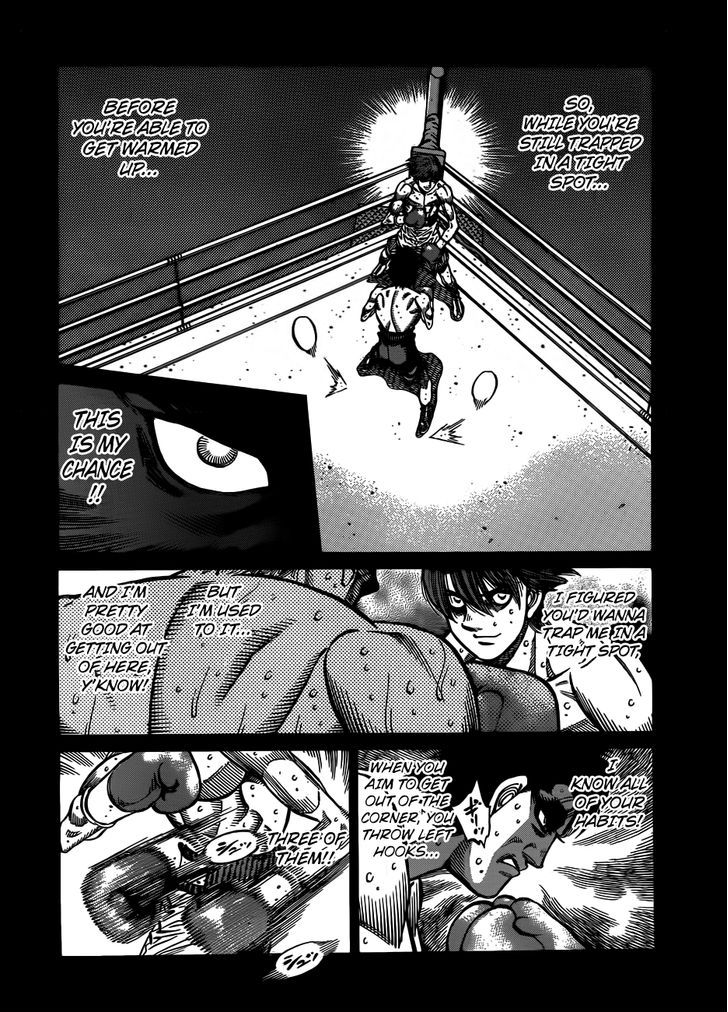 SO,
WHILE YOU'RE
STILL TRAPPED
IN A TIGHT
SPOT...
BEFORE
YOU'RE ABLE TO
GET WARMED
UP...
THIS
IS MY
CHANCE
!!
I FIGURED
YOU'D WANNA
TRAP ME IN A
TIGHT SPOT.
BUT
I'M USED
TO IT...
AND I'M
PRETTY
GOOD AT
GETTING OUT
OF HERE,
Y'KNOW!
I
KNOW ALL
OF YOUR
HABITS!
WHEN YOU
AIM TO GET
OUT OF THE
CORNER, YOU
THROW LEFT
HOOKS...
THREE OF
THEM!!